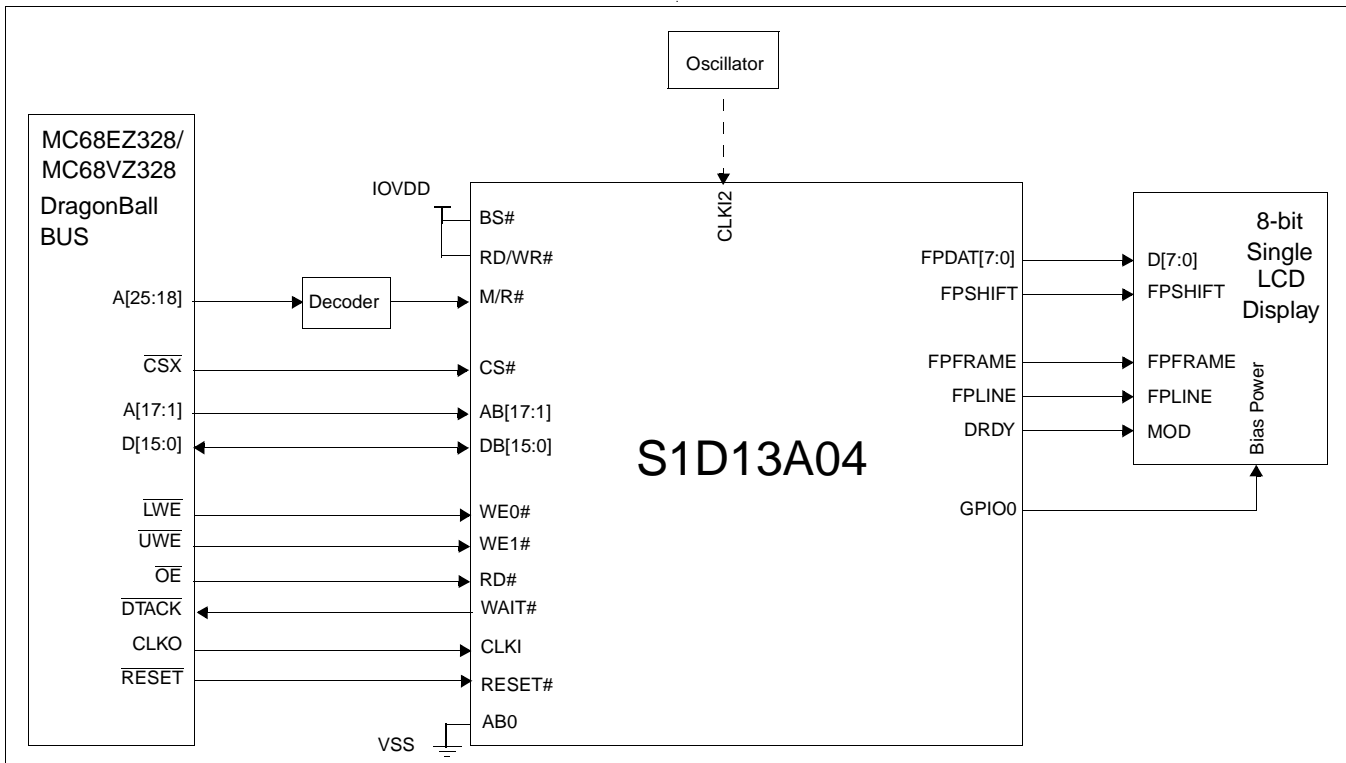 Oscillator
MC68EZ328/
MC68VZ328
DragonBall
BUS
A[25:18]
CSX
A[17:1]
D[15:0]
LWE
UWE
OE
DTACK
CLKO
RESET
Decoder
IOVDD
VSS
BS#
RD/WR#
M/R#
CS#
AB[17:1]
DB[15:0]
WE0#
WE1#
RD#
WAIT#
CLKI
RESET#
AB0
CLKI2
S1D13A04
FPDAT[7:0]
FPSHIFT
FPFRAME
FPLINE
DRDY
GPIO0
8-bit
Single
LCD
Display
D[7:0]
FPSHIFT
FPFRAME
FPLINE
MOD
Bias Power